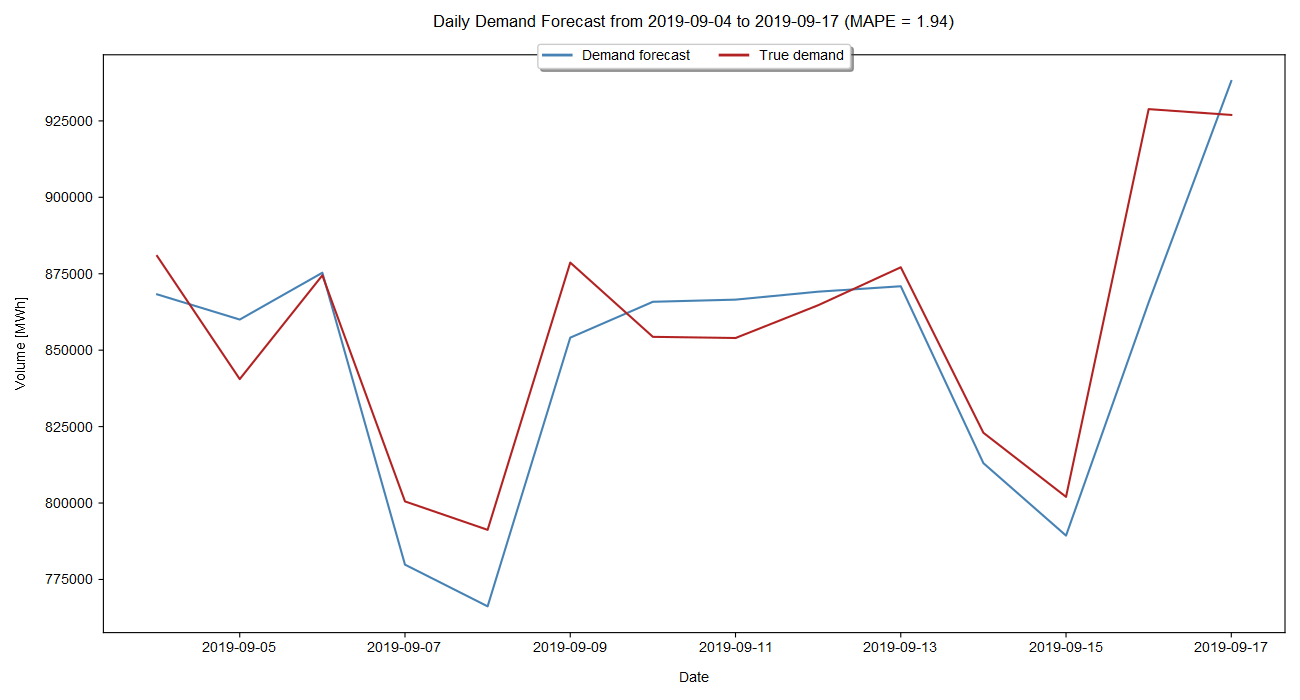 Daily Demand Forecast from 2019-09-04 to 2019-09-17 (MAPE = 1.94)
Demand forecast True demand
925000
900000
875000
850000
825000
800000
775000
Volume [MWh]
2019-09-05 2019-09-07 2019-09-09 2019-09-11 2019-09-13 2019-09-15 2019-09-17
Date